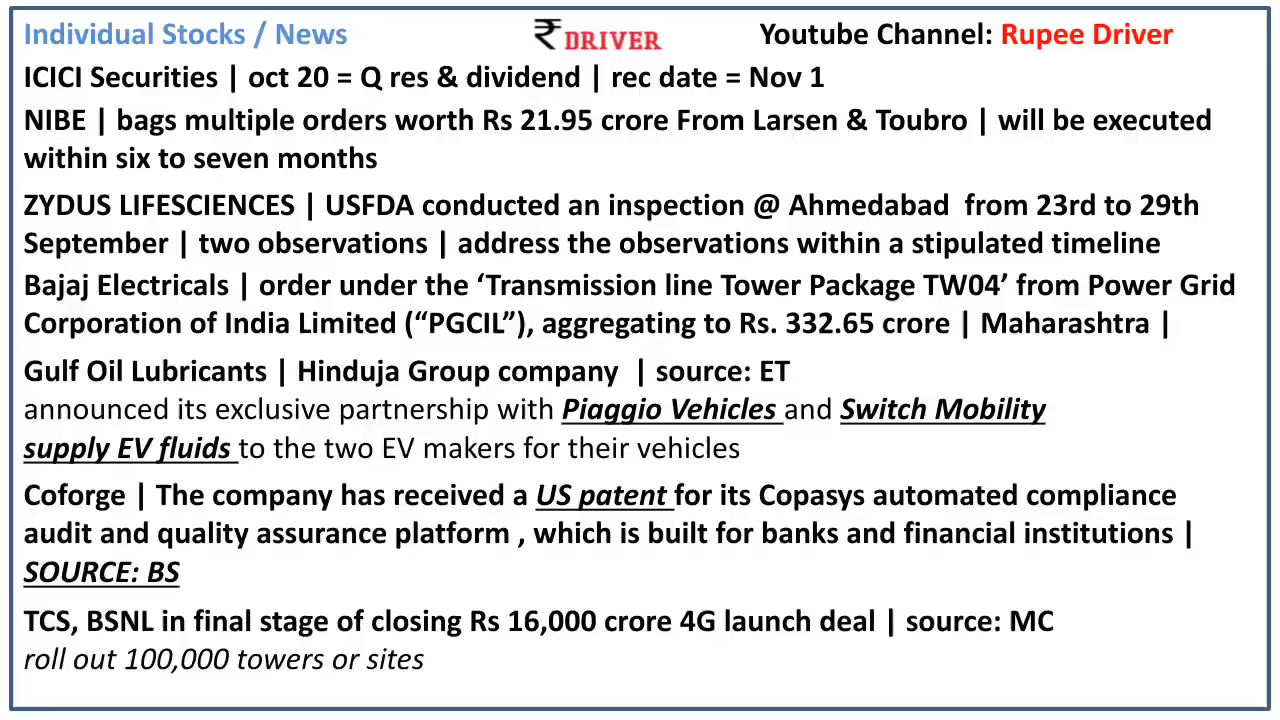 Individual Stocks / News ₹ DRIVER Youtube Channel: Rupee Driver
ICICI Securities | oct 20 = Q res & dividend | rec date = Nov 1
NIBE | bags multiple orders worth Rs 21.95 crore From Larsen & Toubro | will be executed
within six to seven months
ZYDUS LIFESCIENCES | USFDA conducted an inspection @ Ahmedabad from 23rd to 29th
September | two observations | address the observations within a stipulated timeline
Bajaj Electricals | order under the ‘Transmission line Tower Package TW04’ from Power Grid
Corporation of India Limited (“PGCIL”), aggregating to Rs. 332.65 crore | Maharashtra |
Gulf Oil Lubricants | Hinduja Group company | source: ET
announced its exclusive partnership with Piaggio Vehicles and Switch Mobility
supply EV fluids to the two EV makers for their vehicles
Coforge | The company has received a US patent for its Copasys automated compliance
audit and quality assurance platform , which is built for banks and financial institutions |
SOURCE: BS
TCS, BSNL in final stage of closing Rs 16,000 crore 4G launch deal | source: MC
roll out 100,000 towers or sites